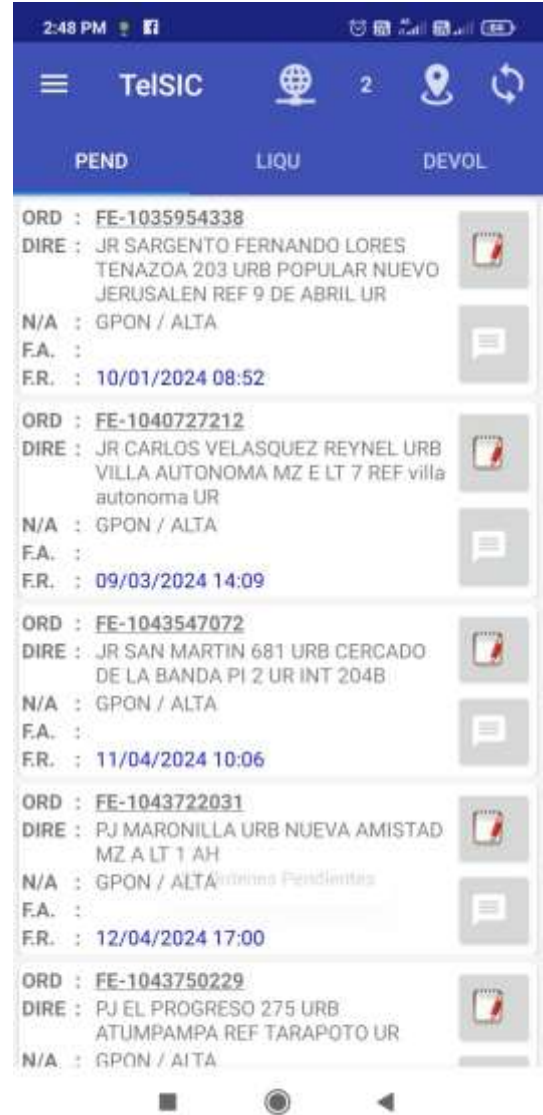 2:48 PM
TelSIC 2
PEND LIQU DEVOL
ORD : FE-1035954338
DIRE : JR SARGENTO FERNANDO LORES
TENAZOA 203 URB POPULAR NUEVO
JERUSALEN REF 9 DE ABRIL UR
N/A : GPON / ALTA
F.A. :
F.R. : 10/01/2024 08:52
ORD : FE-1040727212
DIRE : JR CARLOS VELASQUEZ REYNEL URB
VILLA AUTONOMA MZ E LT 7 REF villa
autonoma UR
N/A : GPON / ALTA
F.A. :
F.R. : 09/03/2024 14:09
ORD : FE-1043547072
DIRE : JR SAN MARTIN 681 URB CERCADO
DE LA BANDA PI 2 UR INT 204B
N/A : GPON / ALTA
F.A. :
F.R. : 11/04/2024 10:06
ORD : FE-1043722031
DIRE : PJ MARONILLA URB NUEVA AMISTAD
MZ A LT 1 AH
N/A : GPON / ALTA
Pendientes
F.A. :
F.R. : 12/04/2024 17:00
ORD : FE-1043750229
DIRE : PJ EL PROGRESO 275 URB
ATUMPAMPA REF TARAPOTO UR
N/A : GPON / ALTA